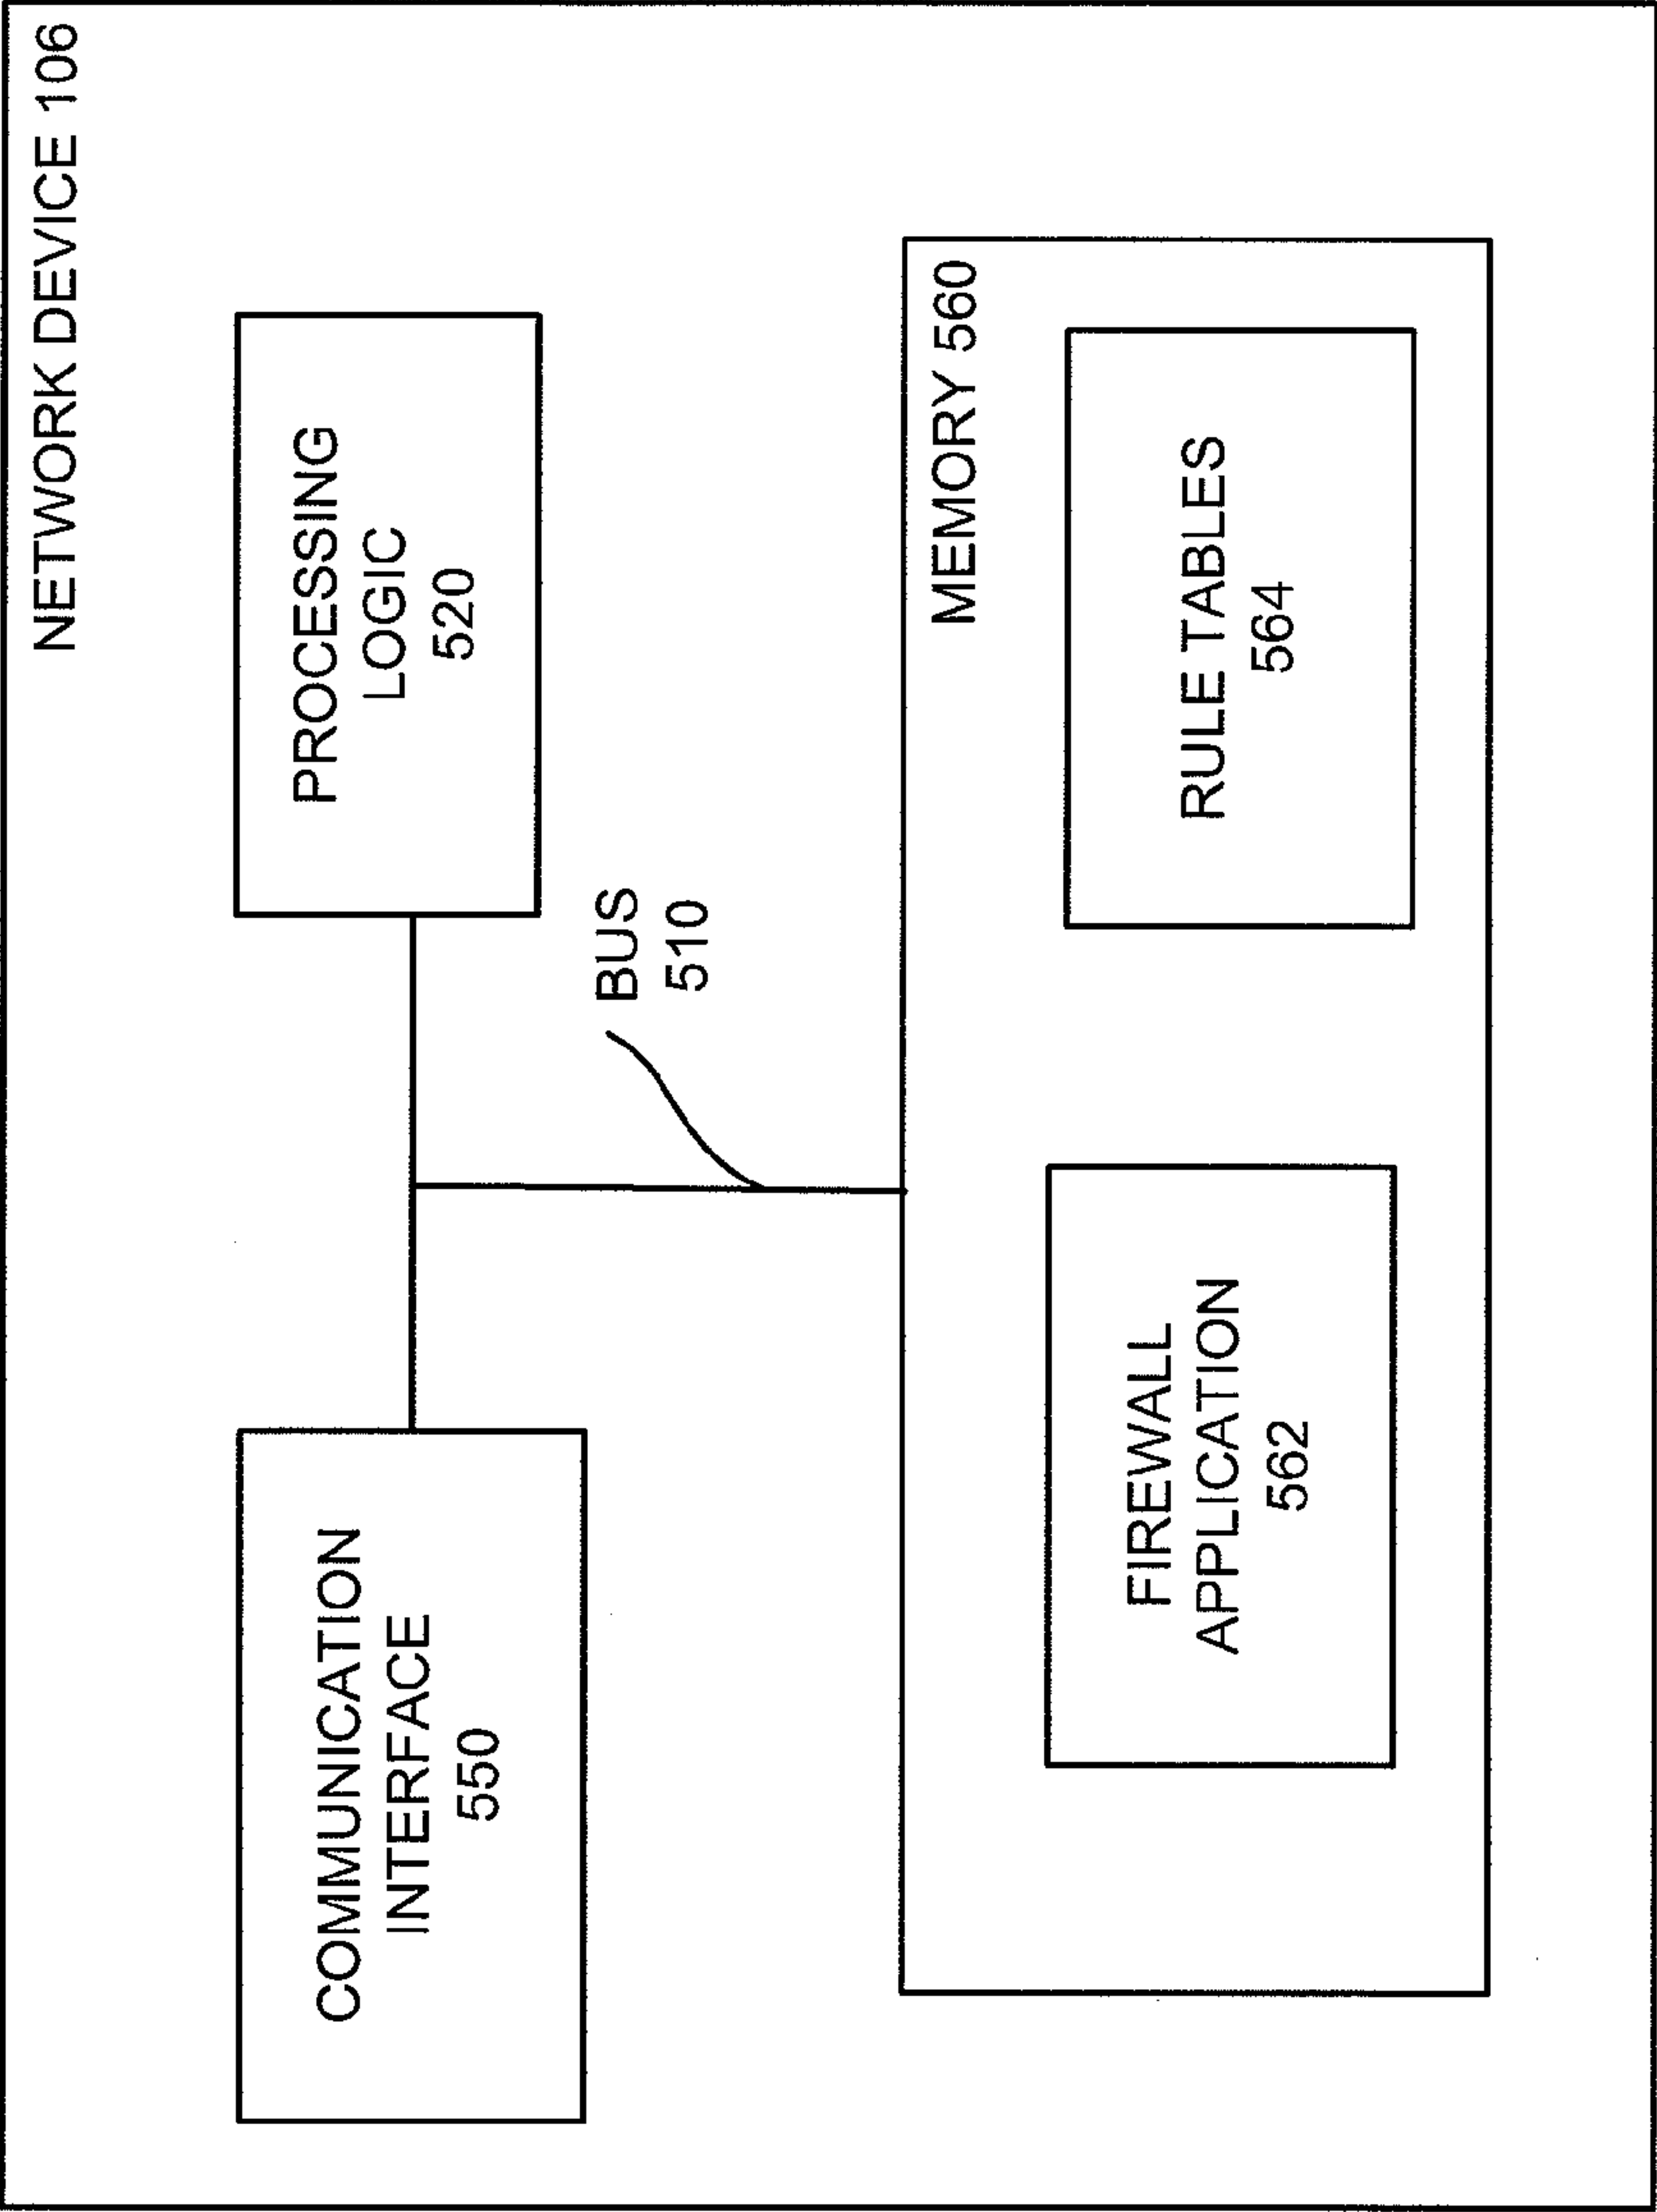 NETWORK DEVICE 106
COMMUNICATION
INTERFACE
550
PROCESSING
LOGIC
520
BUS
510
MEMORY 560
FIREWALL
APPLICATION
562
RULE TABLES
564